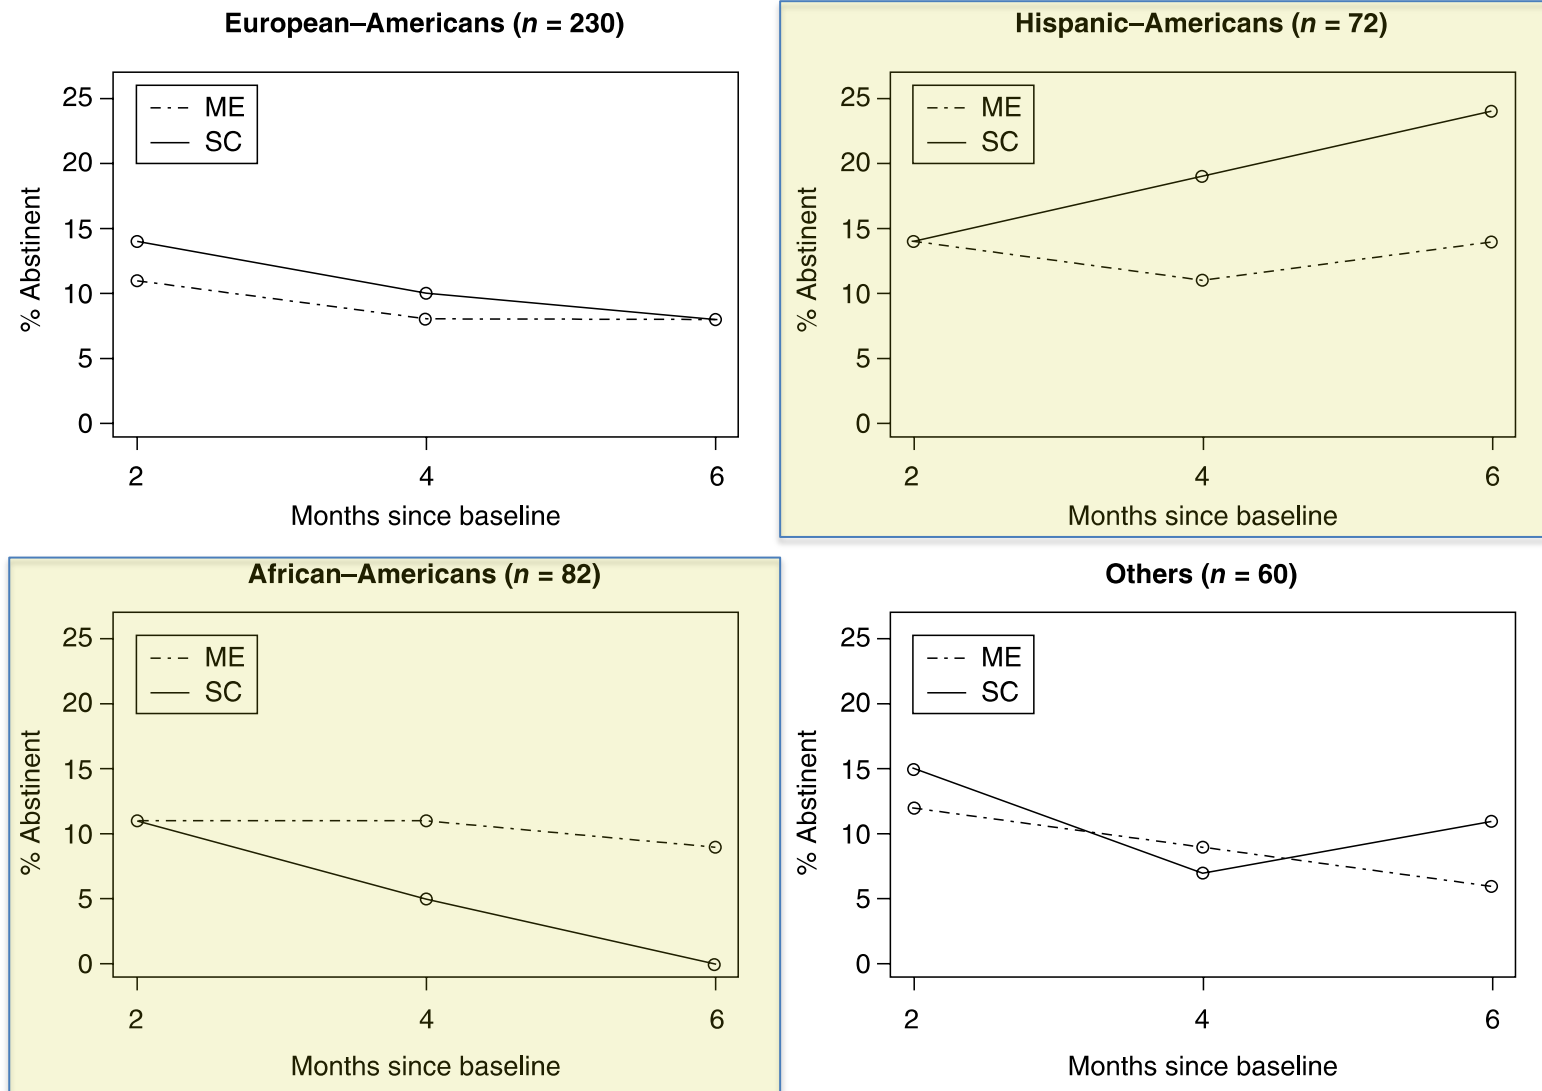 European–Americans (n = 230)
% Abstinent
25
20
15
10
5
0
ME
SC
2 4 6
Months since baseline
Hispanic–Americans (n = 72)
% Abstinent
25
20
15
10
5
0
ME
SC
2 4 6
Months since baseline
African–Americans (n = 82)
% Abstinent
25
20
15
10
5
0
ME
SC
2 4 6
Months since baseline
Others (n = 60)
% Abstinent
25
20
15
10
5
0
ME
SC
2 4 6
Months since baseline